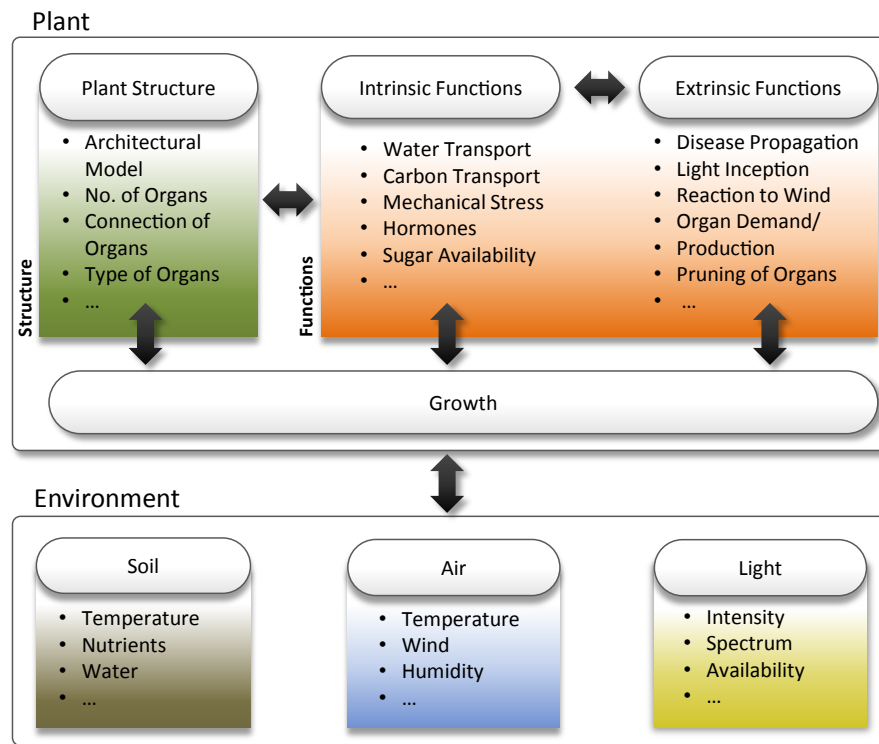 Plant
Plant Structure
• Architectural
Model
• No. of Organs
• Connection of
Organs
• Type of Organs
• ...
Structure
Intrinsic Functions
• Water Transport
• Carbon Transport
• Mechanical Stress
• Hormones
• Sugar Availability
• ...
Functions
Extrinsic Functions
• Disease Propagation
• Light Inception
• Reaction to Wind
• Organ Demand/
• Production
• Pruning of Organs
• ...
Growth
Environment
Soil
• Temperature
• Nutrients
• Water
• ...
Air
• Temperature
• Wind
• Humidity
• ...
Light
• Intensity
• Spectrum
• Availability
• ...